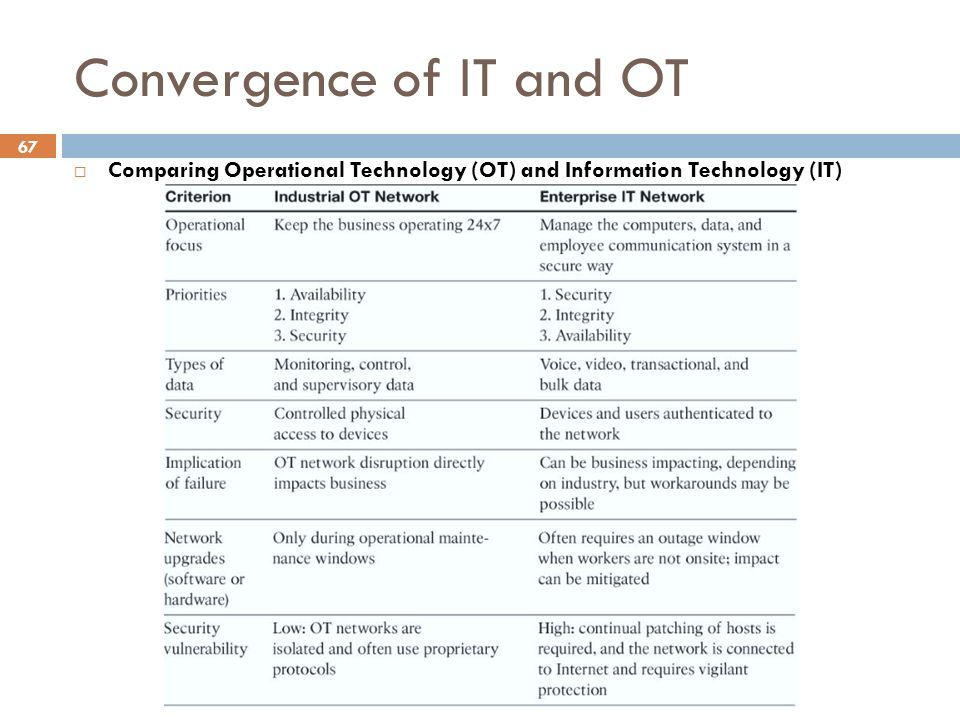 Convergence of IT and OT
67
Comparing Operational Technology (OT) and Information Technology (IT)
Criterion Industrial OT Network Enterprise IT Network
Operational focus Keep the business operating 24x7 Manage the computers, data, and employee communication system in a secure way
Priorities 1. Availability 2. Integrity 3. Security 1. Security 2. Integrity 3. Availability
Types of data Monitoring, control, and supervisory data Voice, video, transactional, and bulk data
Security Controlled physical access to devices Devices and users authenticated to the network
Implication of failure OT network disruption directly impacts business Can be business impacting, depending on industry, but workarounds may be possible
Network upgrades (software or hardware) Only during operational mainte-nance windows Often requires an outage window when workers are not onsite; impact can be mitigated
Security vulnerability Low: OT networks are isolated and often use proprietary protocols High: continual patching of hosts is required, and the network is connected to Internet and requires vigilant protection